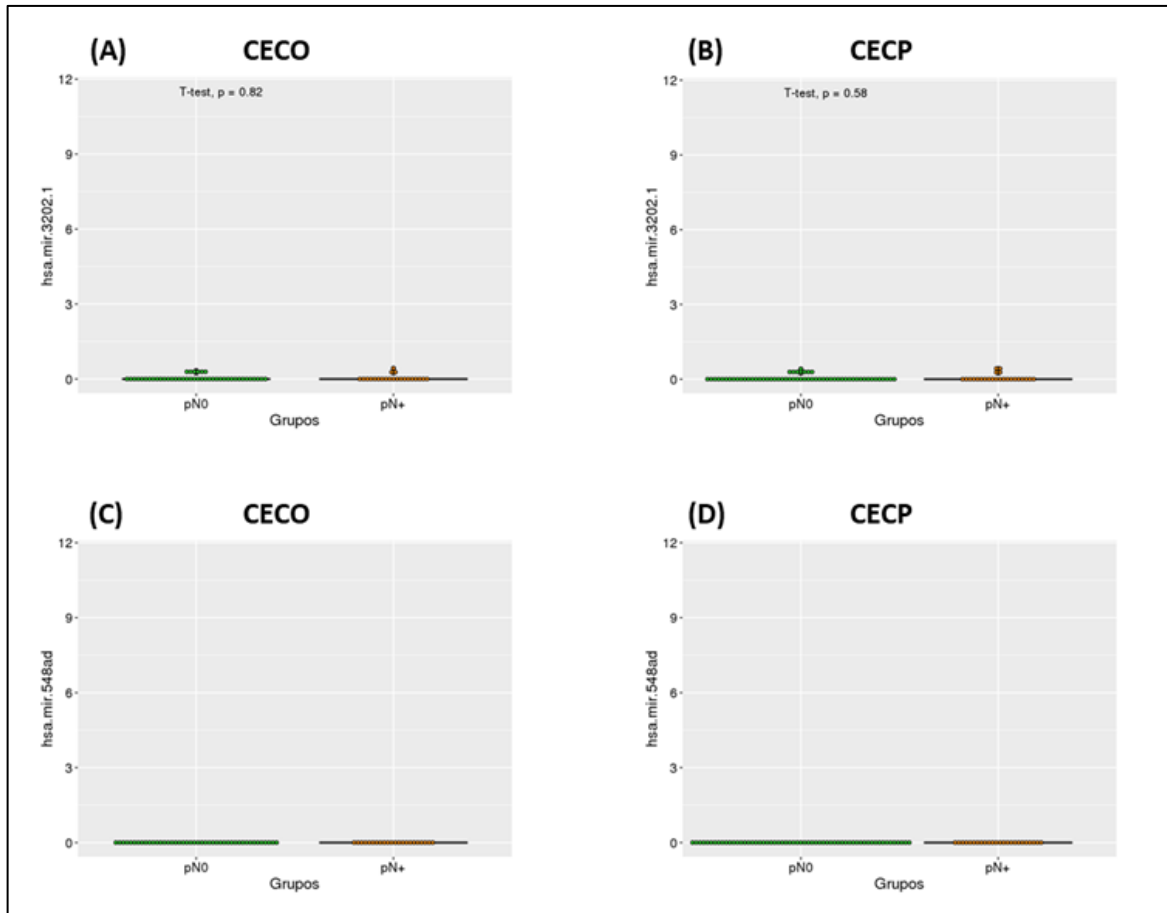 (A) CECO
T-test, p = 0.82
12
9
6
3
0
hsa.mir.3202.1
pN0 pN+
Grupos
(B) CECP
T-test, p = 0.58
12
9
6
3
0
hsa.mir.3202.1
pN0 pN+
Grupos
(C) CECO
12
9
6
3
0
hsa.mir.548ad
pN0 pN+
Grupos
(D) CECP
12
9
6
3
0
hsa.mir.548ad
pN0 pN+
Grupos